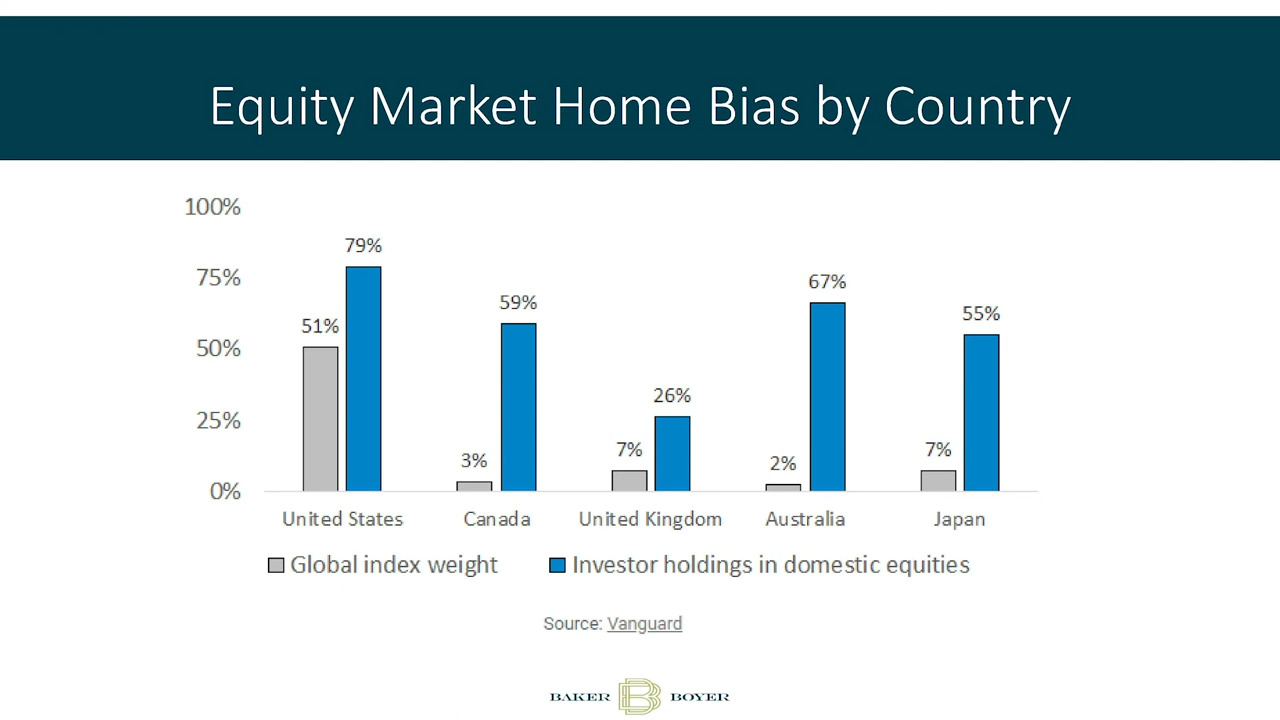 Equity Market Home Bias by Country
100%
75%
50%
25%
0%
51%
79%
3%
59%
7%
26%
2%
67%
7%
55%
United States
Canada
United Kingdom
Australia
Japan
Global index weight
Investor holdings in domestic equities
Source: Vanguard
BAKER BOYER